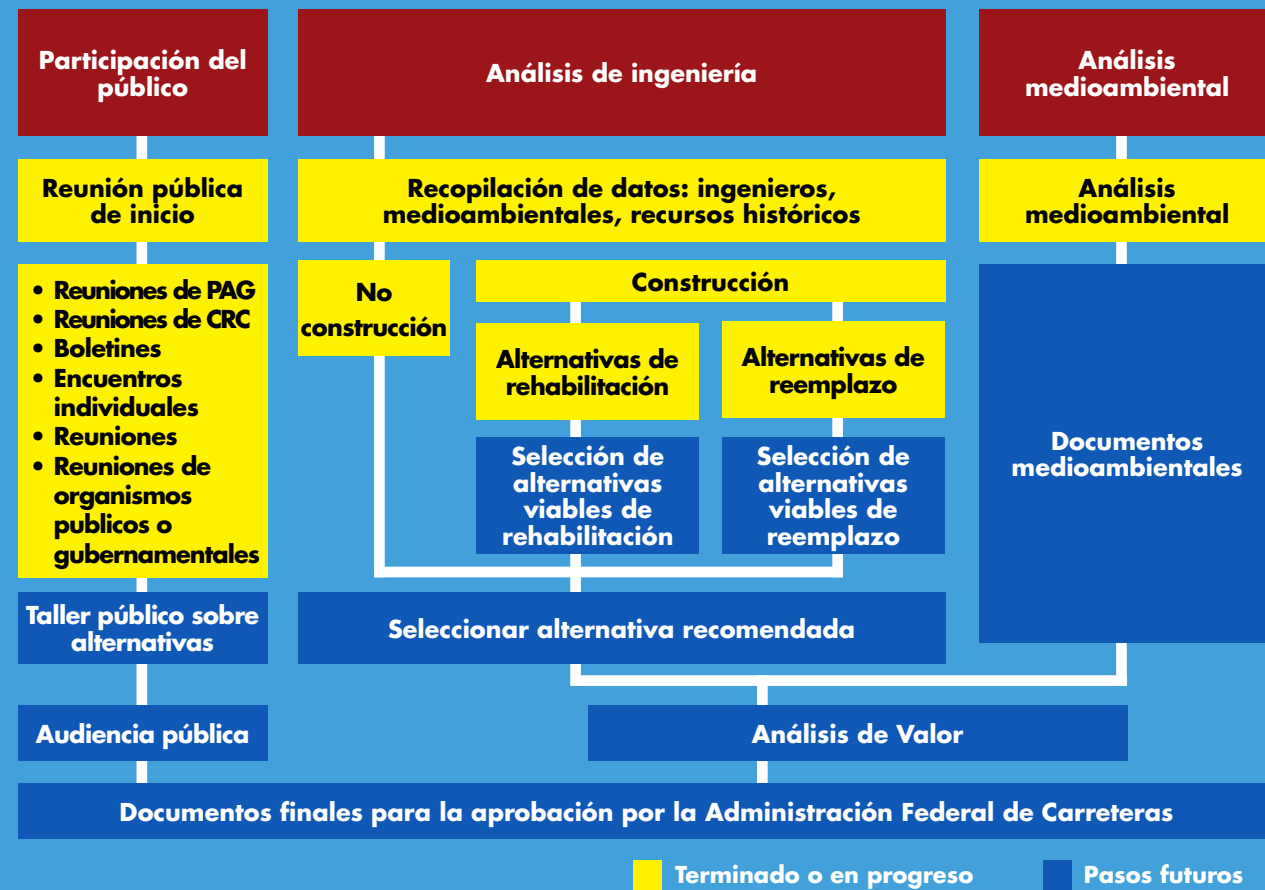 Participación del
público
Análisis de ingeniería
Análisis
medioambiental
Reunión pública
de inicio
Recopilación de datos: ingenieros,
medioambientales, recursos históricos
Análisis
medioambiental
• Reuniones de PAG
• Reuniones de CRC
• Boletines
• Encuentros
individuales
• Reuniones
• Reuniones de
organismos
publicos o
gubernamentales
No
construcción
Construcción
Alternativas de
rehabilitación
Alternativas de
reemplazo
Selección de
alternativas
viables de
rehabilitación
Selección de
alternativas
viables de
reemplazo
Documentos
medioambientales
Taller público sobre
alternativas
Seleccionar alternativa recomendada
Audiencia pública
Análisis de Valor
Documentos finales para la aprobación por la Administración Federal de Carreteras
Terminado o en progreso
Pasos futuros